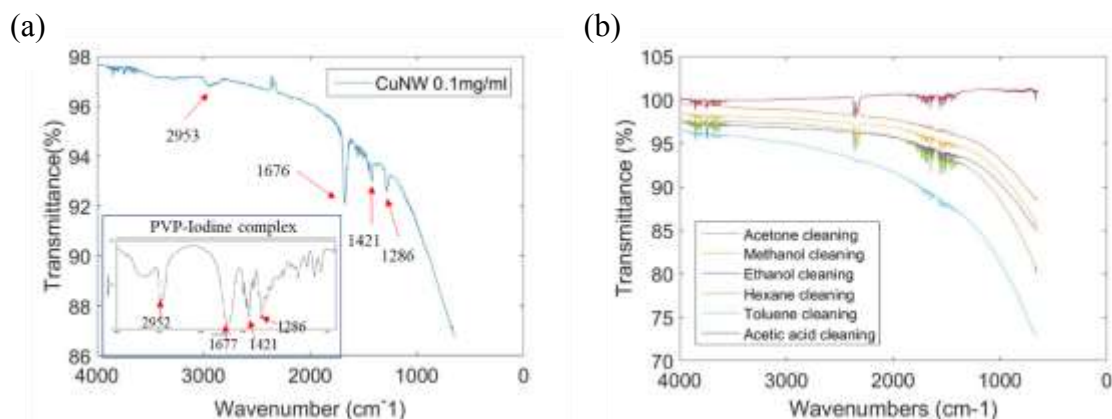 (a)
98
96
94
92
90
88
86
Transmittance(%)
CuNW 0.1mg/ml
2953
1676
1421
1286
PVP-Iodine complex
2952
1677
1421
1286
4000
3000
2000
1000
0
Wavenumber (cm⁻1)
(b)
105
100
95
90
85
80
75
70
Transmittance (%)
Acetone cleaning
Methanol cleaning
Ethanol cleaning
Hexane cleaning
Toluene cleaning
Acetic acid cleaning
4000
3000
2000
1000
0
Wavenumbers (cm-1)